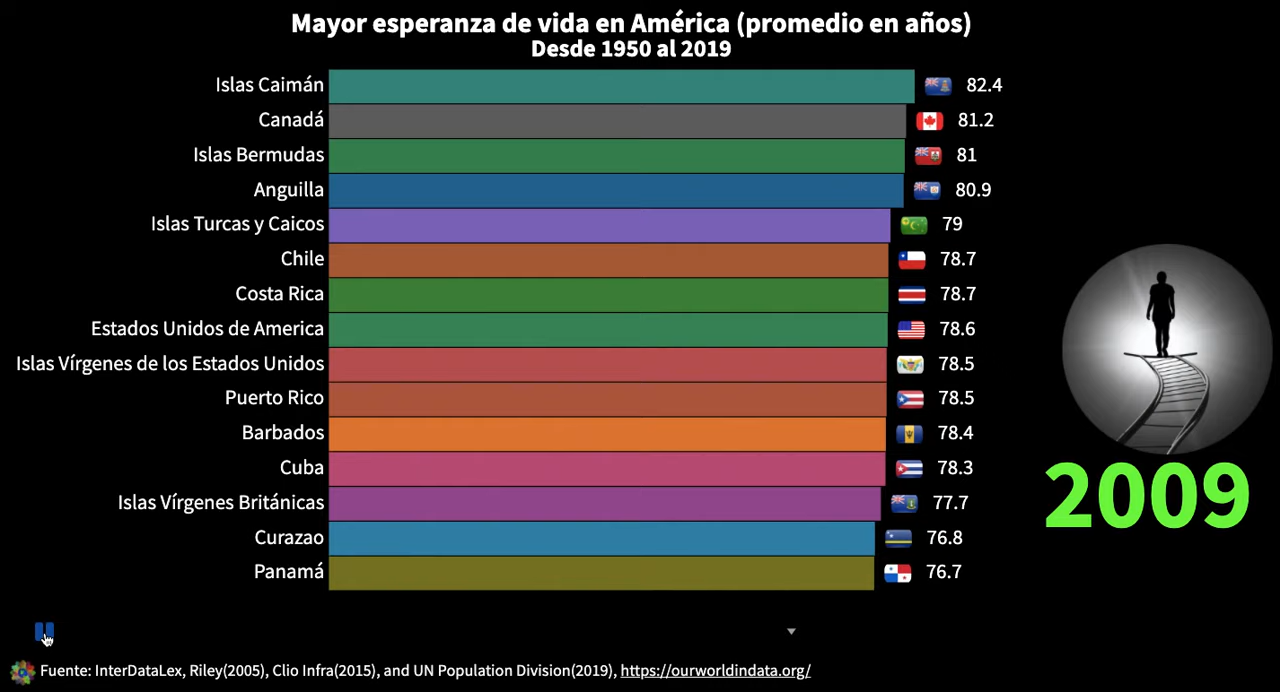 Mayor esperanza de vida en América (promedio en años)
Desde 1950 al 2019
Islas Caimán 82.4
Canadá 81.2
Islas Bermudas 81
Anguilla 80.9
Islas Turcas y Caicos 79
Chile 78.7
Costa Rica 78.7
Estados Unidos de America 78.6
Islas Vírgenes de los Estados Unidos 78.5
Puerto Rico 78.5
Barbados 78.4
Cuba 78.3
Islas Vírgenes Británicas 77.7
Curazao 76.8
Panamá 76.7
2009
Fuente: InterDataLex, Riley(2005), Clio Infra(2015), and UN Population Division(2019), https://ourworldindata.org/